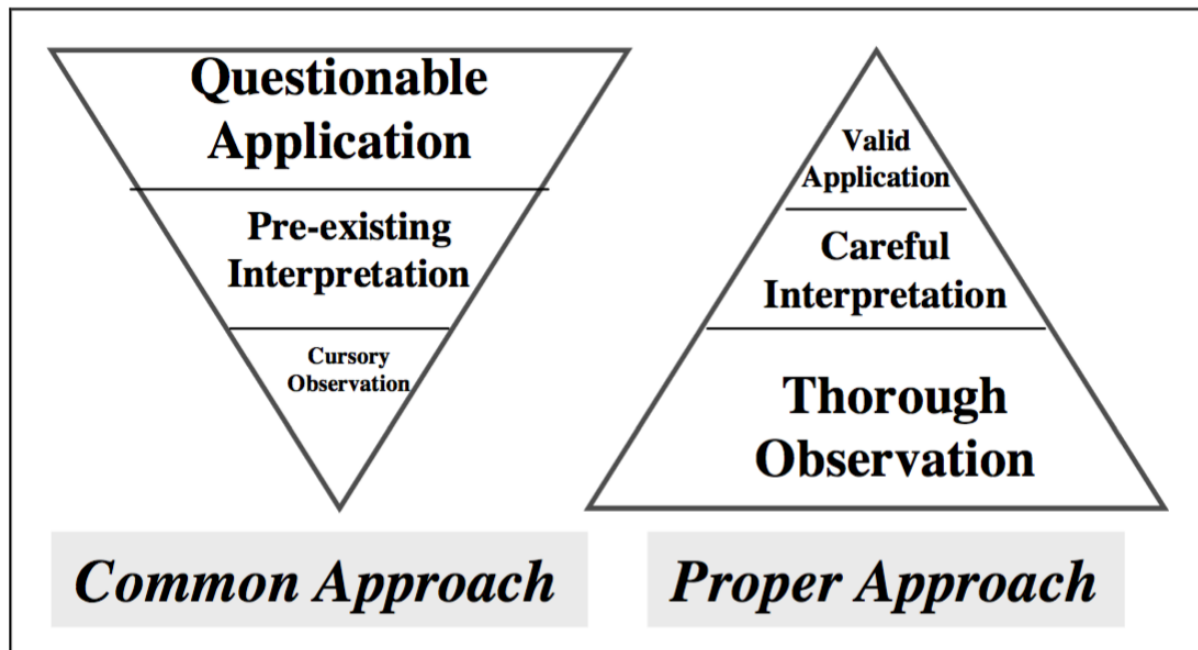 Questionable
Application
Pre-existing
Interpretation
Cursory
Observation
Common Approach
Valid
Application
Careful
Interpretation
Thorough
Observation
Proper Approach